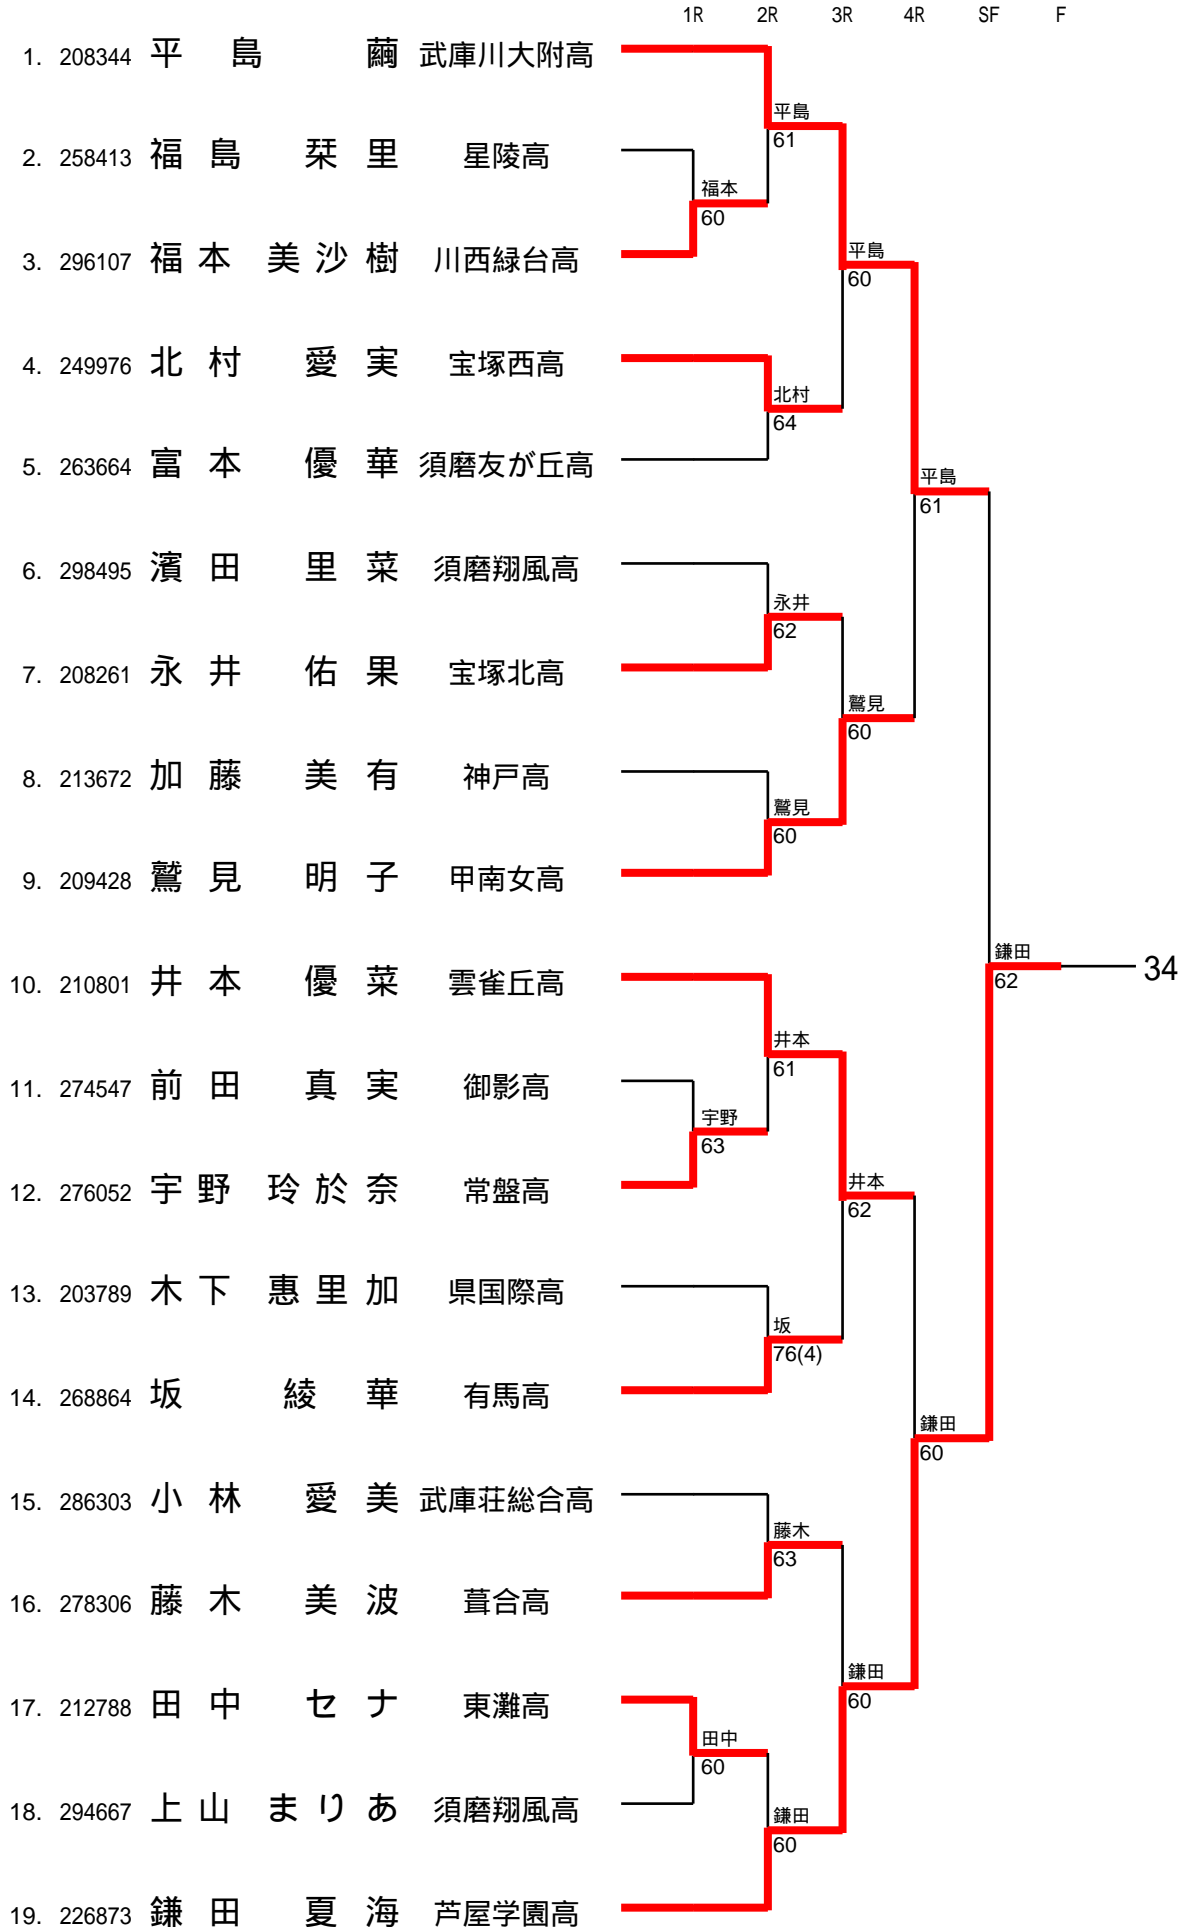 1R 2R 3R 4R SF F
1. 208344 平島 繭 武庫川大附高
平島
61
2. 258413 福島 栞里 星陵高
福本
60
3. 296107 福本 美沙樹 川西緑台高
平島
60
4. 249976 北村 愛実 宝塚西高
北村
64
5. 263664 富本 優華 須磨友が丘高
平島
61
6. 298495 濱田 里菜 須磨翔風高
永井
62
7. 208261 永井 佑果 宝塚北高
鷲見
60
8. 213672 加藤 美有 神戸高
鷲見
60
9. 209428 鷲見 明子 甲南女高
鎌田
62
34
10. 210801 井本 優菜 雲雀丘高
井本
61
11. 274547 前田 真実 御影高
宇野
63
12. 276052 宇野 玲於奈 常盤高
井本
62
13. 203789 木下 惠里加 県国際高
坂
76(4)
14. 268864 坂 綾華 有馬高
鎌田
60
15. 286303 小林 愛美 武庫荘総合高
藤木
63
16. 278306 藤木 美波 葺合高
鎌田
60
17. 212788 田中 セナ 東灘高
田中
60
18. 294667 上山 まりあ 須磨翔風高
鎌田
60
19. 226873 鎌田 夏海 芦屋学園高